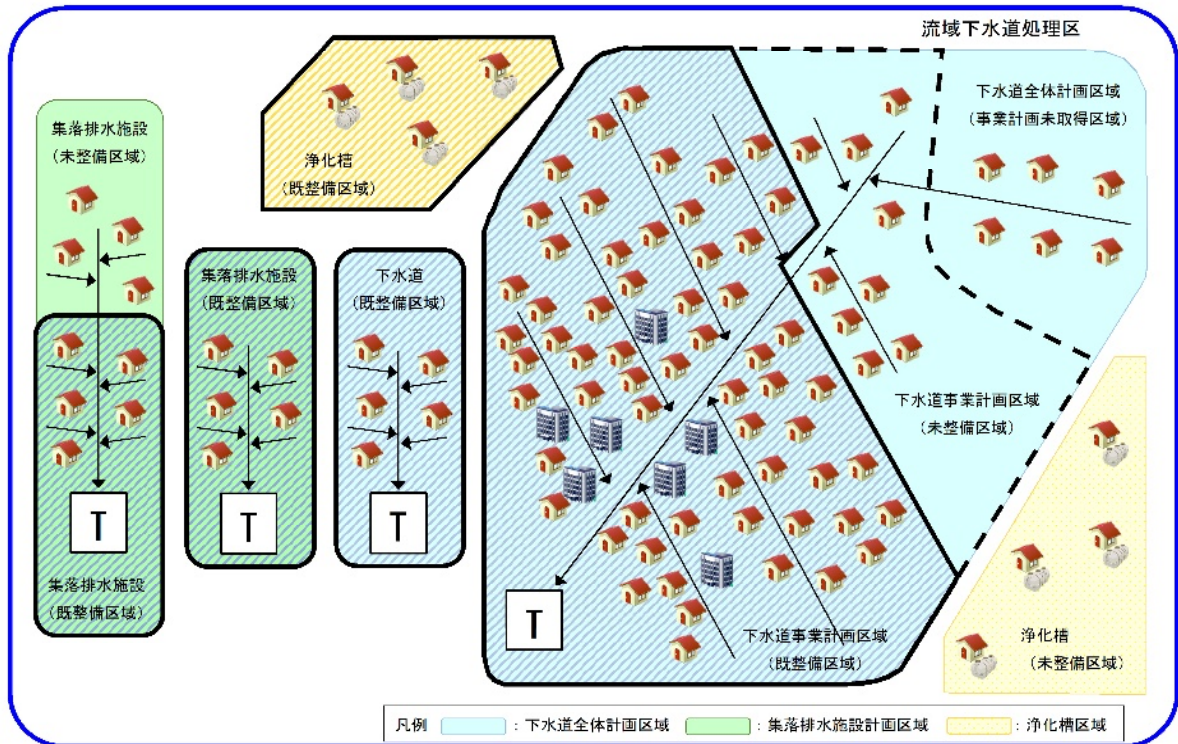 流域下水道処理区
下水道全体計画区域
(事業計画未取得区域)
集落排水施設
(未整備区域)
浄化槽
(既整備区域)
集落排水施設
(既整備区域)
下水道
(既整備区域)
下水道事業計画区域
(未整備区域)
T
T
T
T
集落排水施設
(既整備区域)
下水道事業計画区域
(既整備区域)
浄化槽
(未整備区域)
凡例 :下水道全体計画区域 :集落排水施設計画区域 :浄化槽区域